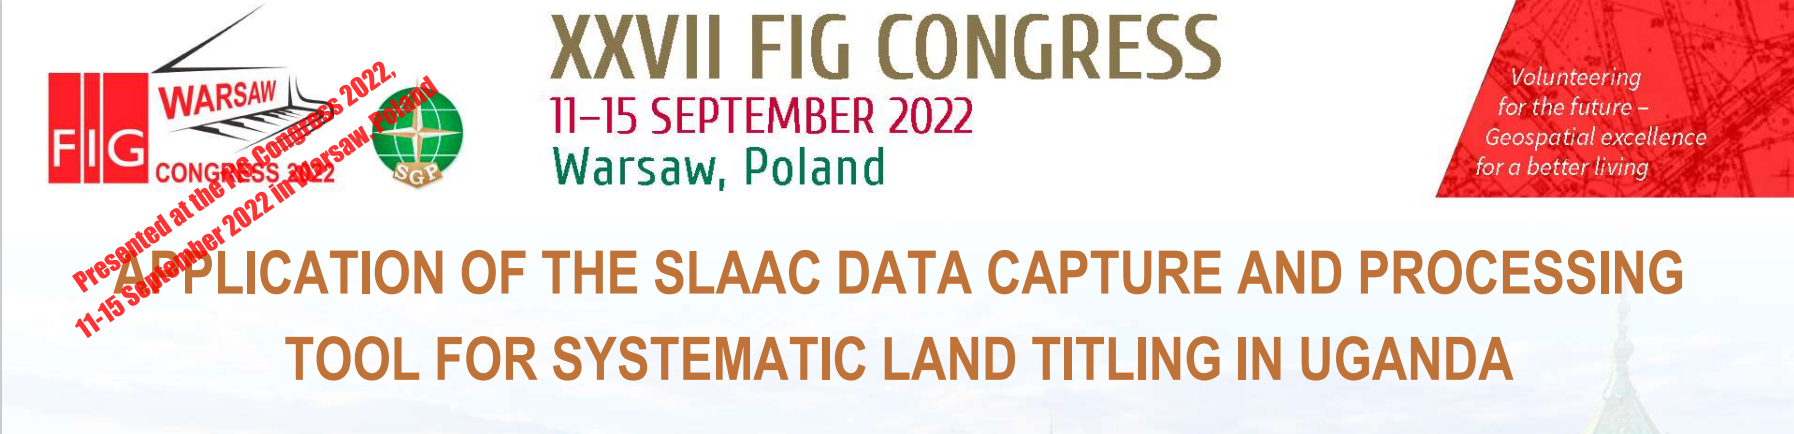 XXVII FIG CONGRESS
11–15 SEPTEMBER 2022
Warsaw, Poland
FIG
WARSAW
CONGRESS 2022
SGP
Volunteering
for the future –
Geospatial excellence
for a better living
Presented at the FIG Congress 2022,
11-15 September 2022 in Warsaw, Poland
APPLICATION OF THE SLAAC DATA CAPTURE AND PROCESSING
TOOL FOR SYSTEMATIC LAND TITLING IN UGANDA